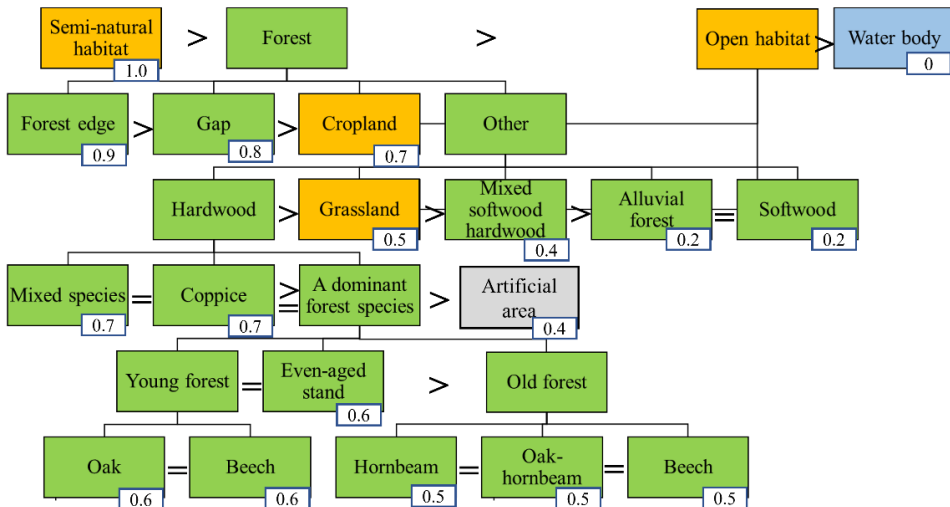 Semi-natural
habitat
1.0
>
Forest
>
Open habitat
>
Water body
0
Forest edge
0.9
>
Gap
0.8
>
Cropland
0.7
Other
Hardwood
>
Grassland
0.5
>
Mixed
softwood
hardwood
0.4
>
Alluvial
forest
0.2
=
Softwood
0.2
Mixed species
0.7
=
Coppice
0.7
>
=
A dominant
forest species
>
Artificial
area
0.4
Young forest
=
Even-aged
stand
0.6
>
Old forest
Oak
0.6
=
Beech
0.6
Hornbeam
0.5
=
Oak-
hornbeam
0.5
=
Beech
0.5